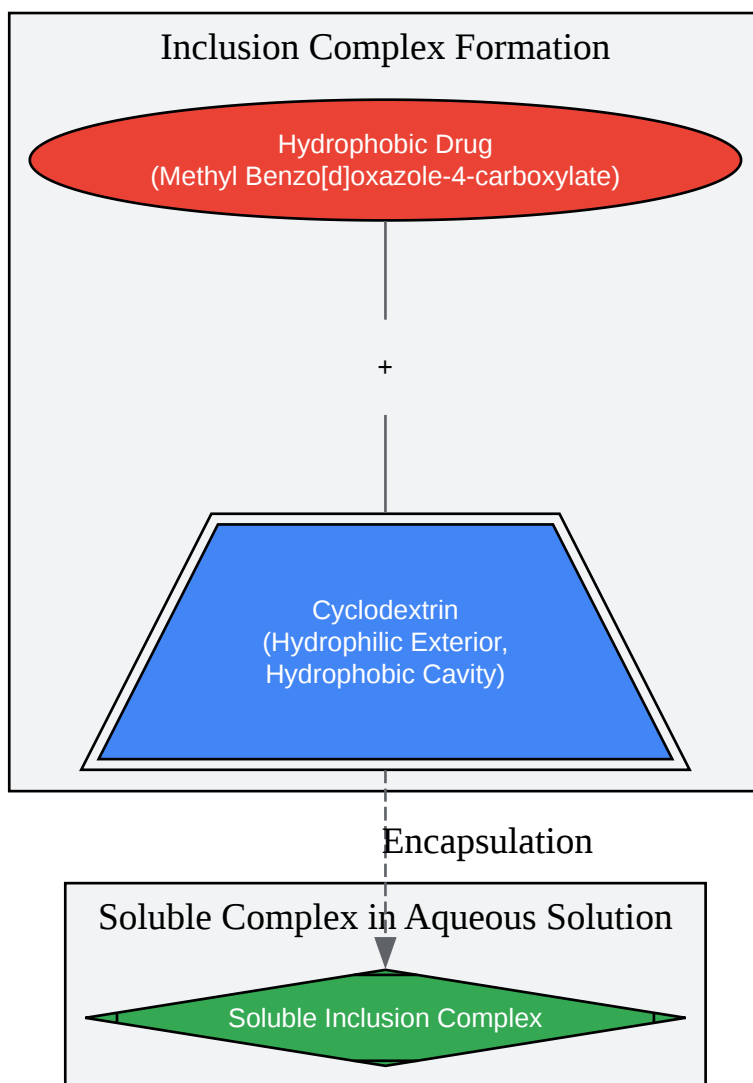 Inclusion Complex Formation
Hydrophobic Drug
(Methyl Benzo[d]oxazole-4-carboxylate)
+
Cyclodextrin
(Hydrophilic Exterior,
Hydrophobic Cavity)
Encapsulation
Soluble Complex in Aqueous Solution
Soluble Inclusion Complex